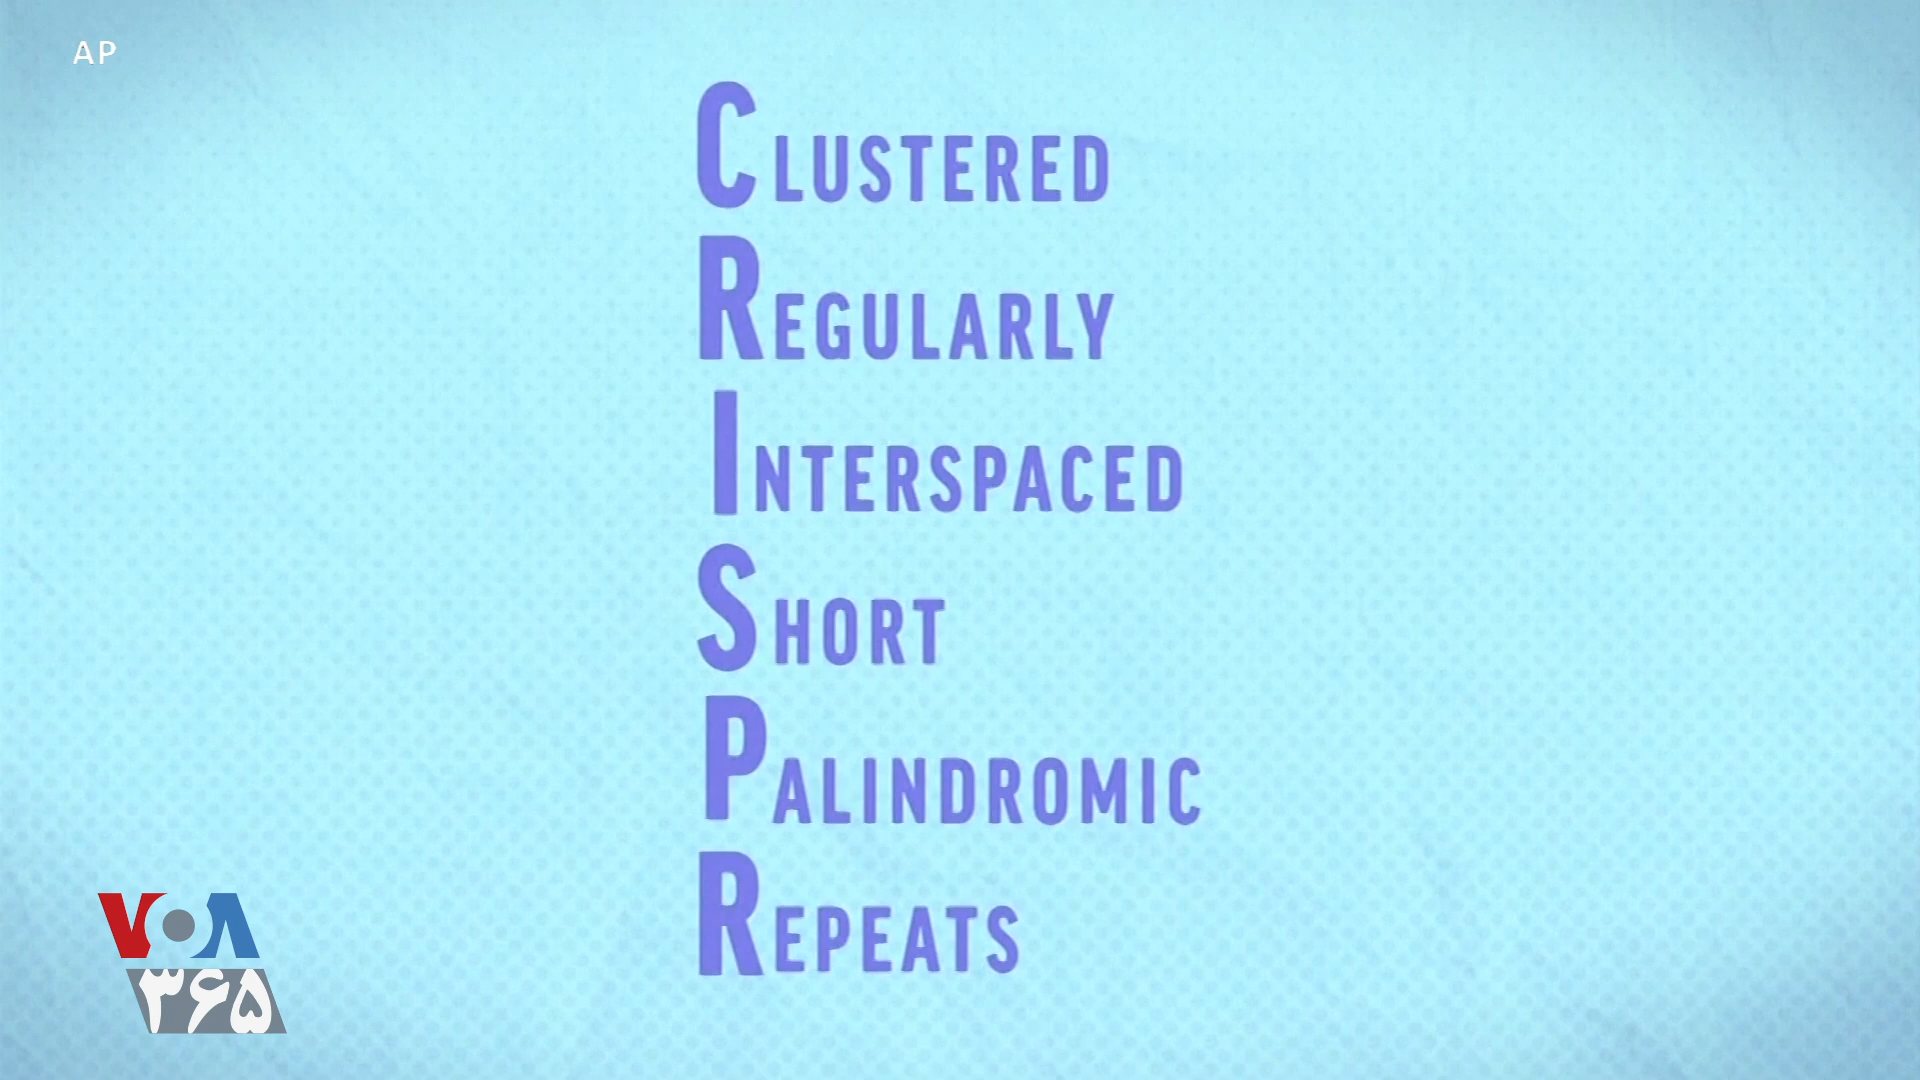 AP
CLUSTERED
REGULARLY
INTERSPACED
SHORT
PALINDROMIC
REPEATS
VOA
۳۶۵